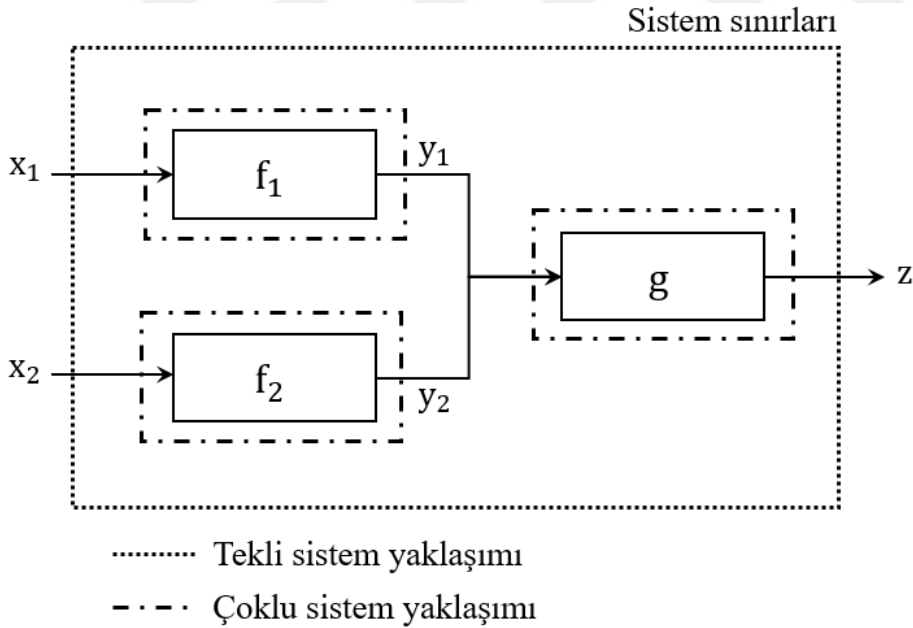 Sistem sınırları
x₁
f₁
y₁
g
z
x₂
f₂
y₂
Tekli sistem yaklaşımı
Çoklu sistem yaklaşımı